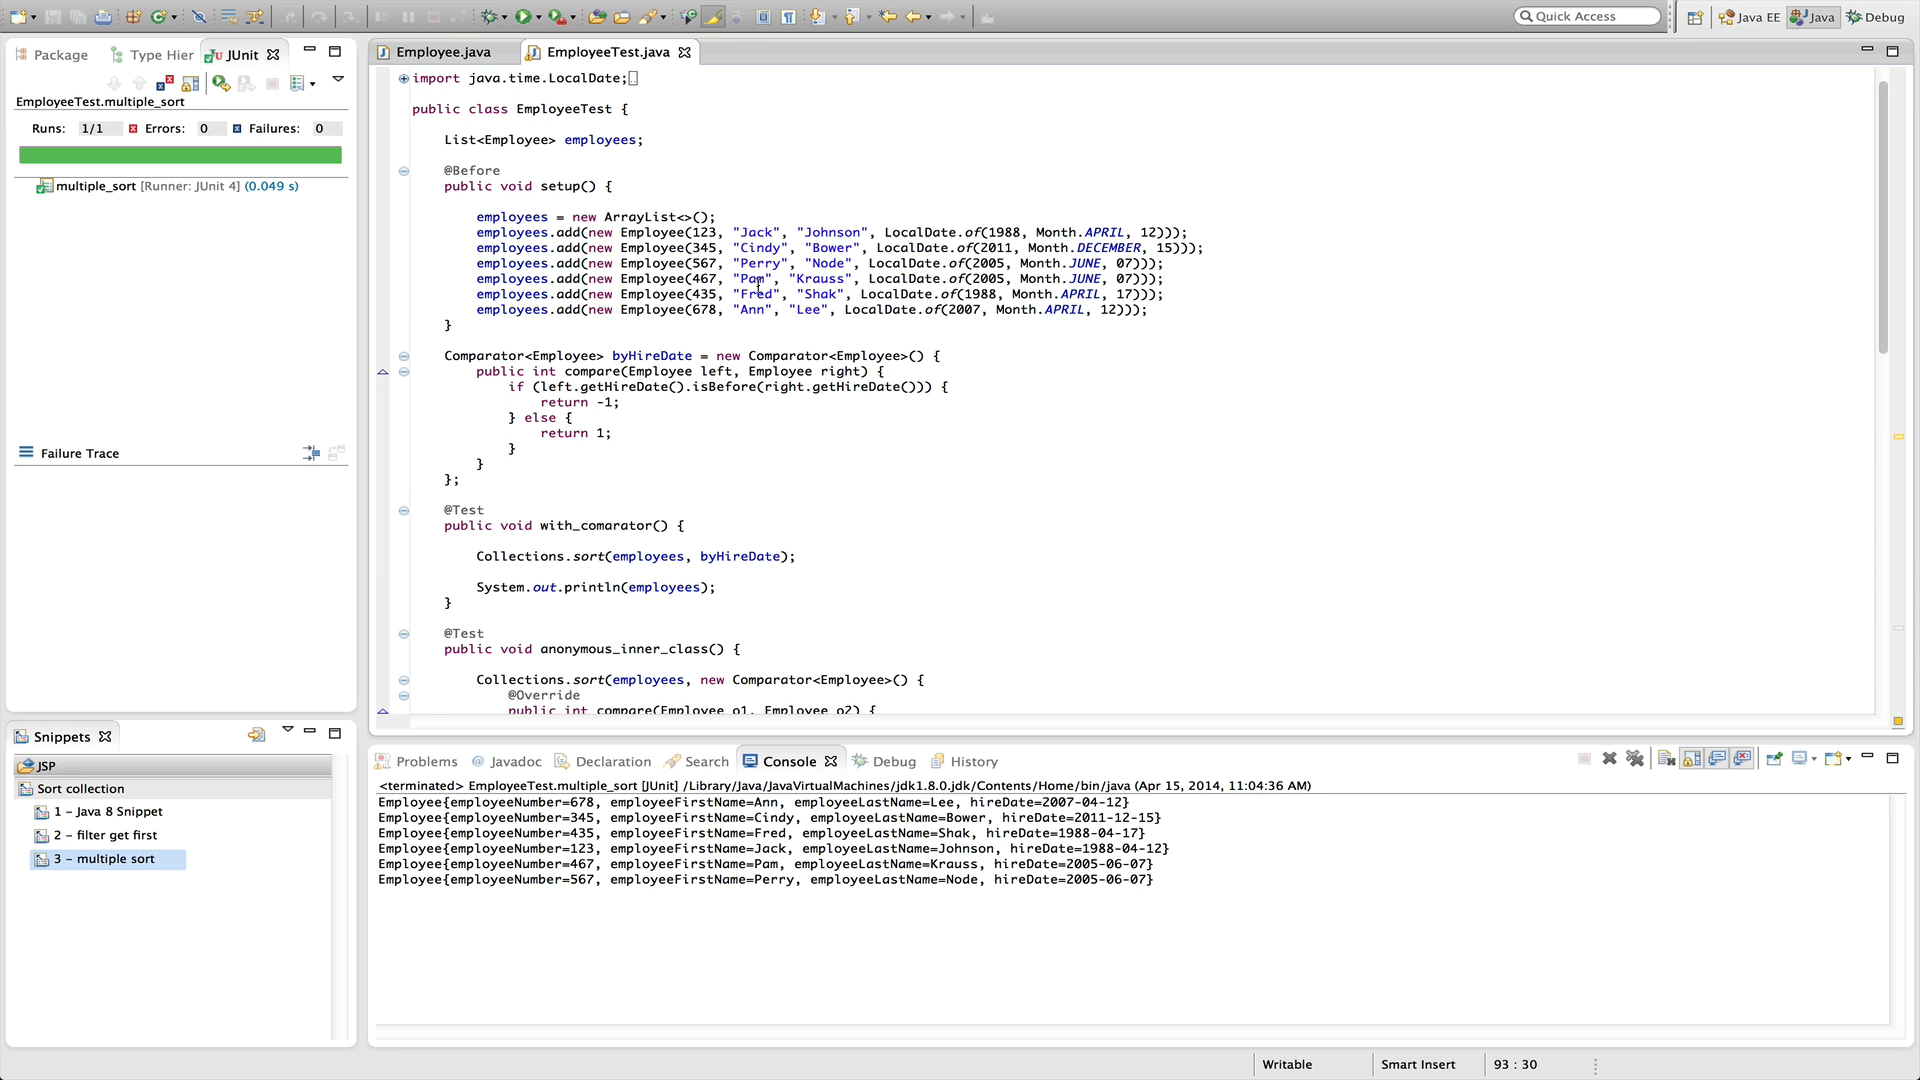 Quick Access
Java EE
Java
Debug
Package
Type Hier
JUnit
EmployeeTest.multiple_sort
Runs: 1/1 Errors: 0 Failures: 0
multiple_sort [Runner: JUnit 4] (0.049 s)
Failure Trace
Snippets
JSP
Sort collection
1 - Java 8 Snippet
2 - filter get first
3 - multiple sort
Employee.java
EmployeeTest.java
import java.time.LocalDate;
public class EmployeeTest {
List<Employee> employees;
@Before
public void setup() {
employees = new ArrayList<>();
employees.add(new Employee(123, "Jack", "Johnson", LocalDate.of(1988, Month.APRIL, 12)));
employees.add(new Employee(345, "Cindy", "Bower", LocalDate.of(2011, Month.DECEMBER, 15)));
employees.add(new Employee(567, "Perry", "Node", LocalDate.of(2005, Month.JUNE, 07)));
employees.add(new Employee(467, "Pam", "Krauss", LocalDate.of(2005, Month.JUNE, 07)));
employees.add(new Employee(435, "Fred", "Shak", LocalDate.of(1988, Month.APRIL, 17)));
employees.add(new Employee(678, "Ann", "Lee", LocalDate.of(2007, Month.APRIL, 12)));
}
Comparator<Employee> byHireDate = new Comparator<Employee>() {
public int compare(Employee left, Employee right) {
if (left.getHireDate().isBefore(right.getHireDate())) {
return -1;
} else {
return 1;
}
}
};
@Test
public void with_comarator() {
Collections.sort(employees, byHireDate);
System.out.println(employees);
}
@Test
public void anonymous_inner_class() {
Collections.sort(employees, new Comparator<Employee>() {
@Override
public int compare(Employee o1, Employee o2) {
Problems
@ Javadoc
Declaration
Search
Console
Debug
History
<terminated> EmployeeTest.multiple_sort [JUnit] /Library/Java/JavaVirtualMachines/jdk1.8.0.jdk/Contents/Home/bin/java (Apr 15, 2014, 11:04:36 AM)
Employee{employeeNumber=678, employeeFirstName=Ann, employeeLastName=Lee, hireDate=2007-04-12}
Employee{employeeNumber=345, employeeFirstName=Cindy, employeeLastName=Bower, hireDate=2011-12-15}
Employee{employeeNumber=435, employeeFirstName=Fred, employeeLastName=Shak, hireDate=1988-04-17}
Employee{employeeNumber=123, employeeFirstName=Jack, employeeLastName=Johnson, hireDate=1988-04-12}
Employee{employeeNumber=467, employeeFirstName=Pam, employeeLastName=Krauss, hireDate=2005-06-07}
Employee{employeeNumber=567, employeeFirstName=Perry, employeeLastName=Node, hireDate=2005-06-07}
Writable
Smart Insert
93 : 30